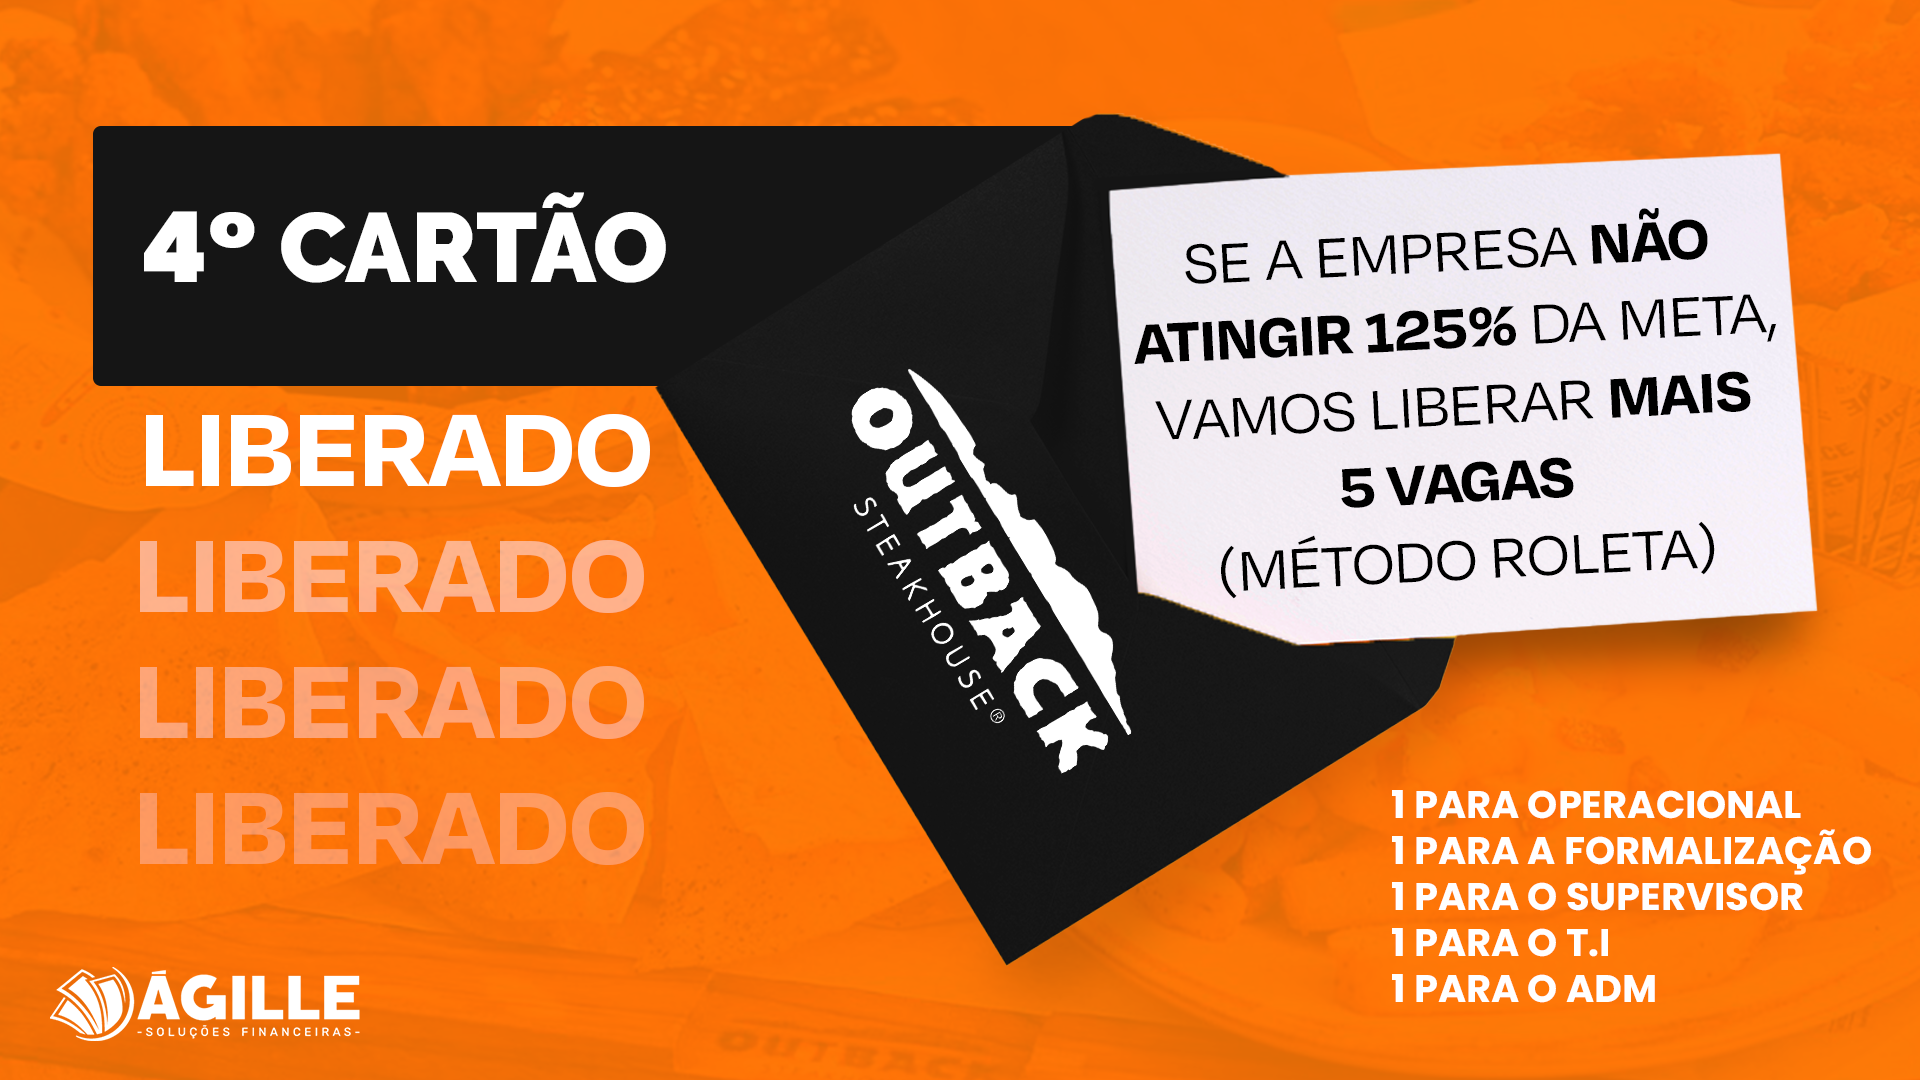 4º CARTÃO
LIBERADO
LIBERADO
LIBERADO
LIBERADO
OUTBACK
STEAKHOUSE®
SE A EMPRESA NÃO
ATINGIR 125% DA META,
VAMOS LIBERAR MAIS
5 VAGAS
(MÉTODO ROLETA)
1 PARA OPERACIONAL
1 PARA A FORMALIZAÇÃO
1 PARA O SUPERVISOR
1 PARA O T.I
1 PARA O ADM
ÁGILLE
-SOLUÇÕES FINANCEIRAS-
OUTBACK